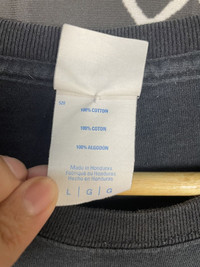 100% COTTON
100% COTON
100% ALGODON
Made in Honduras
Fabriqué au Honduras
Hecho en Honduras
L | G | G